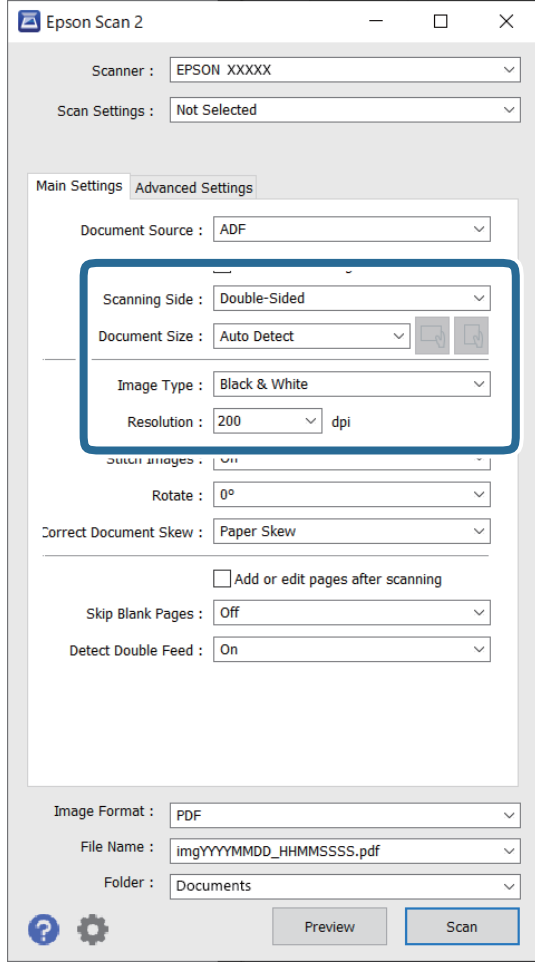 Epson Scan 2
Scanner : EPSON XXXXX
Scan Settings : Not Selected
Main Settings Advanced Settings
Document Source : ADF
Scanning Side : Double-Sided
Document Size : Auto Detect
Image Type : Black & White
Resolution : 200 dpi
Stitch Images :
Rotate : 0°
Correct Document Skew : Paper Skew
Add or edit pages after scanning
Skip Blank Pages : Off
Detect Double Feed : On
Image Format : PDF
File Name : imgYYYYMMDD_HHMMSSSS.pdf
Folder : Documents
Preview Scan